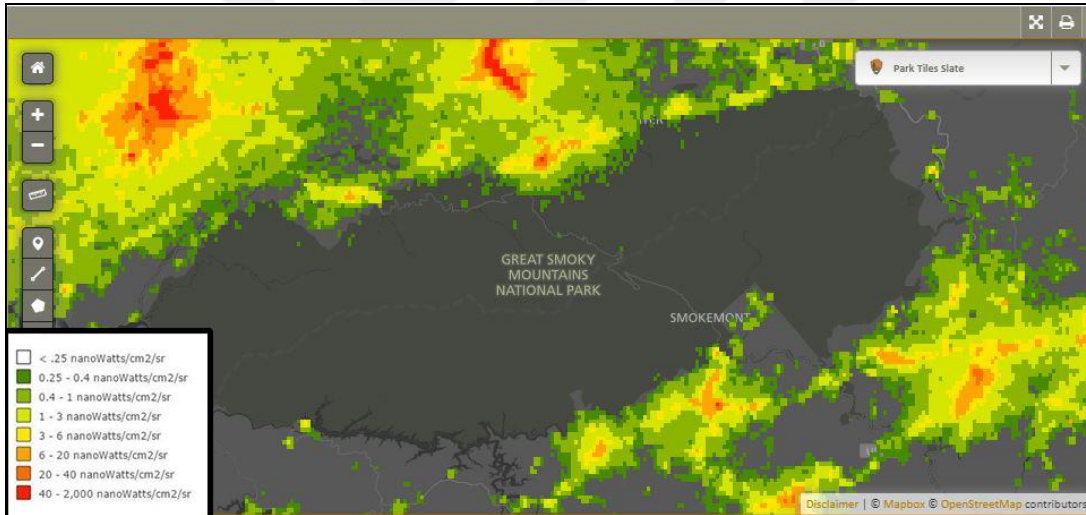 Park Tiles Slate
GREAT SMOKY
MOUNTAINS
NATIONAL PARK
SMOKEMONT
< .25 nanoWatts/cm2/sr
0.25 - 0.4 nanoWatts/cm2/sr
0.4 - 1 nanoWatts/cm2/sr
1 - 3 nanoWatts/cm2/sr
3 - 6 nanoWatts/cm2/sr
6 - 20 nanoWatts/cm2/sr
20 - 40 nanoWatts/cm2/sr
40 - 2,000 nanoWatts/cm2/sr
Disclaimer | © Mapbox © OpenStreetMap contributors